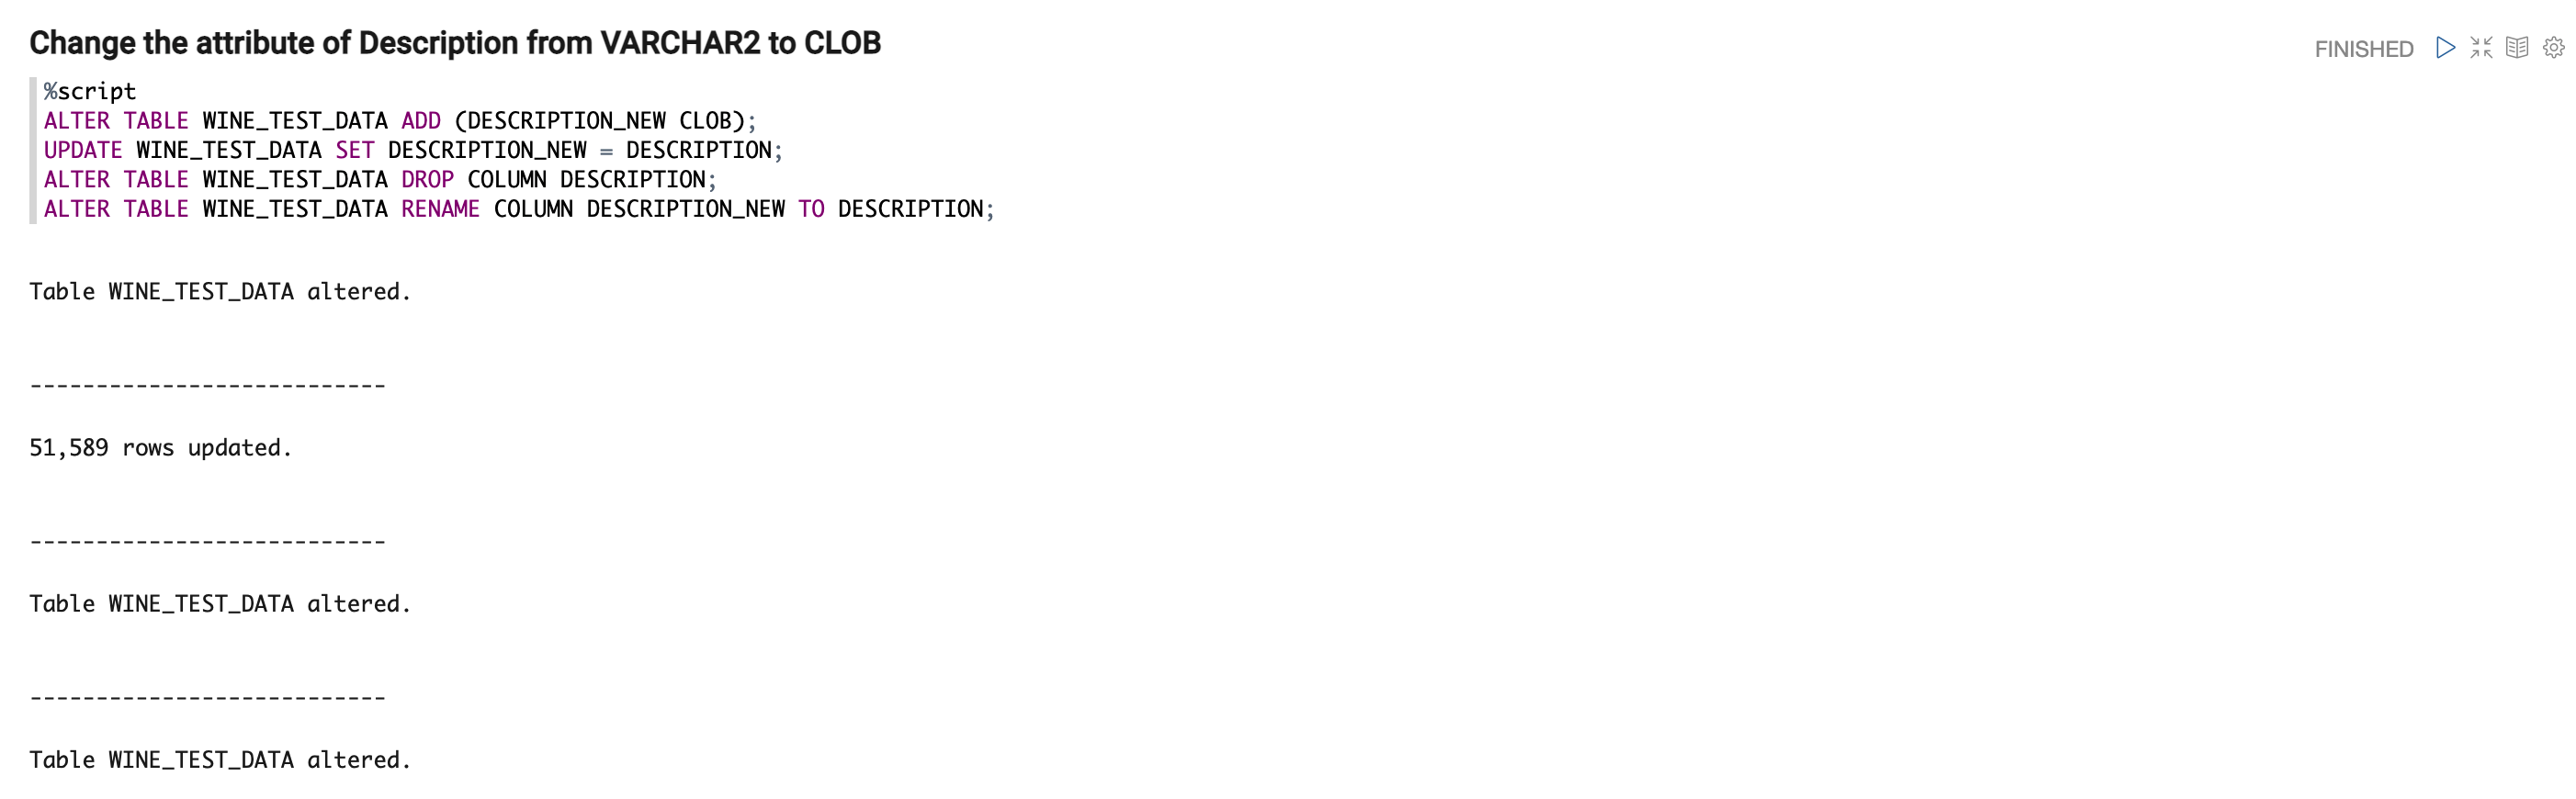 Change the attribute of Description from VARCHAR2 to CLOB
FINISHED
%script
ALTER TABLE WINE_TEST_DATA ADD (DESCRIPTION_NEW CLOB);
UPDATE WINE_TEST_DATA SET DESCRIPTION_NEW = DESCRIPTION;
ALTER TABLE WINE_TEST_DATA DROP COLUMN DESCRIPTION;
ALTER TABLE WINE_TEST_DATA RENAME COLUMN DESCRIPTION_NEW TO DESCRIPTION;
Table WINE_TEST_DATA altered.
---------------------------
51,589 rows updated.
---------------------------
Table WINE_TEST_DATA altered.
---------------------------
Table WINE_TEST_DATA altered.